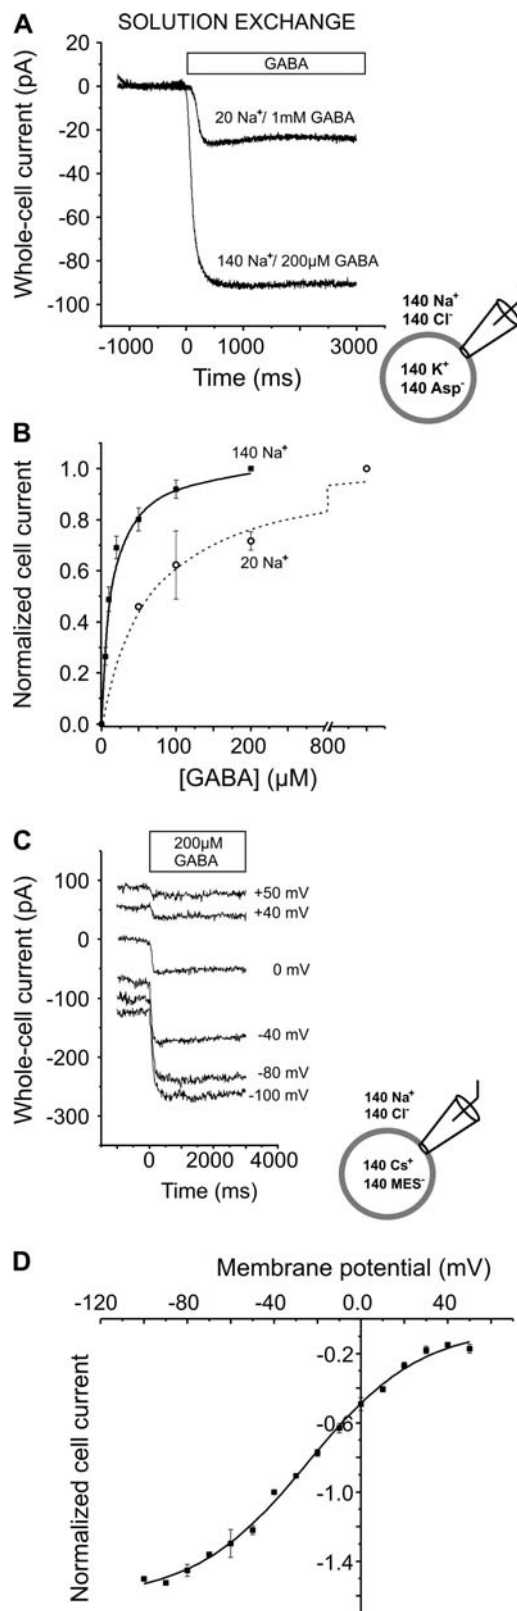 A SOLUTION EXCHANGE
GABA
20
0
-20
-40
-60
-80
-100
20 Na⁺/ 1mM GABA
140 Na⁺/ 200µM GABA
Whole-cell current (pA)
-1000 0 1000 3000
Time (ms)
140 Na⁺
140 Cl⁻
140 K⁺
140 Asp⁻
B
1.0
0.8
0.6
0.4
0.2
0.0
140 Na⁺
20 Na⁺
Normalized cell current
0 100 200 800
[GABA] (µM)
C
200µM
GABA
100
0
-100
-200
-300
+50 mV
+40 mV
0 mV
-40 mV
-80 mV
-100 mV
Whole-cell current (pA)
0 2000 4000
Time (ms)
140 Na⁺
140 Cl⁻
140 Cs⁺
140 MES⁻
D
Membrane potential (mV)
-120 -80 -40 0.0 40
-0.2
-0.6
-1.0
-1.4
Normalized cell current